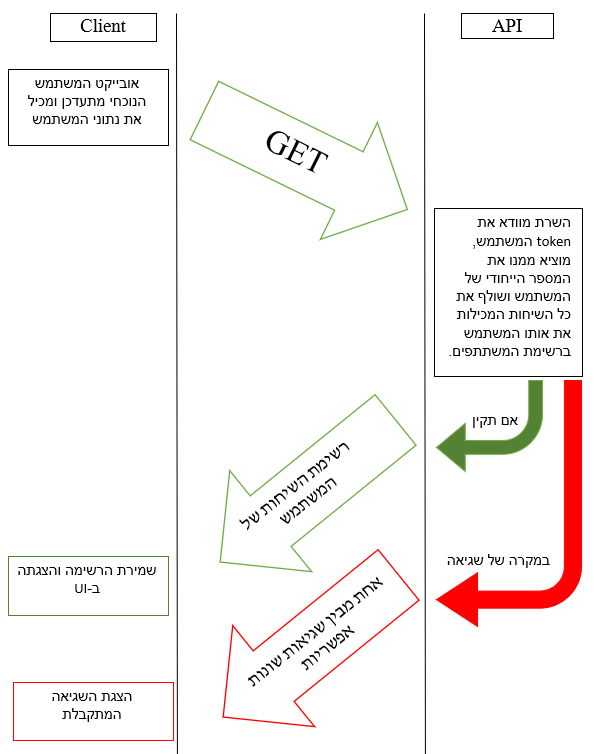 Client
API
אובייקט המשתמש
הנוכחי מתעדכן ומכיל
את נתוני המשתמש
GET
השרת מוודא את
token המשתמש,
מוציא ממנו את
המספר הייחודי של
המשתמש ושולף את
כל השיחות המכילות
את אותו המשתמש
ברשימת המשתתפים.
אם תקין
רשימת השיחות של
המשתמש
במקרה של שגיאה
שמירת הרשימה והצגתה
ב-UI
אחת מבין שגיאות שונות
אפשריות
הצגת השגיאה
המתקבלת